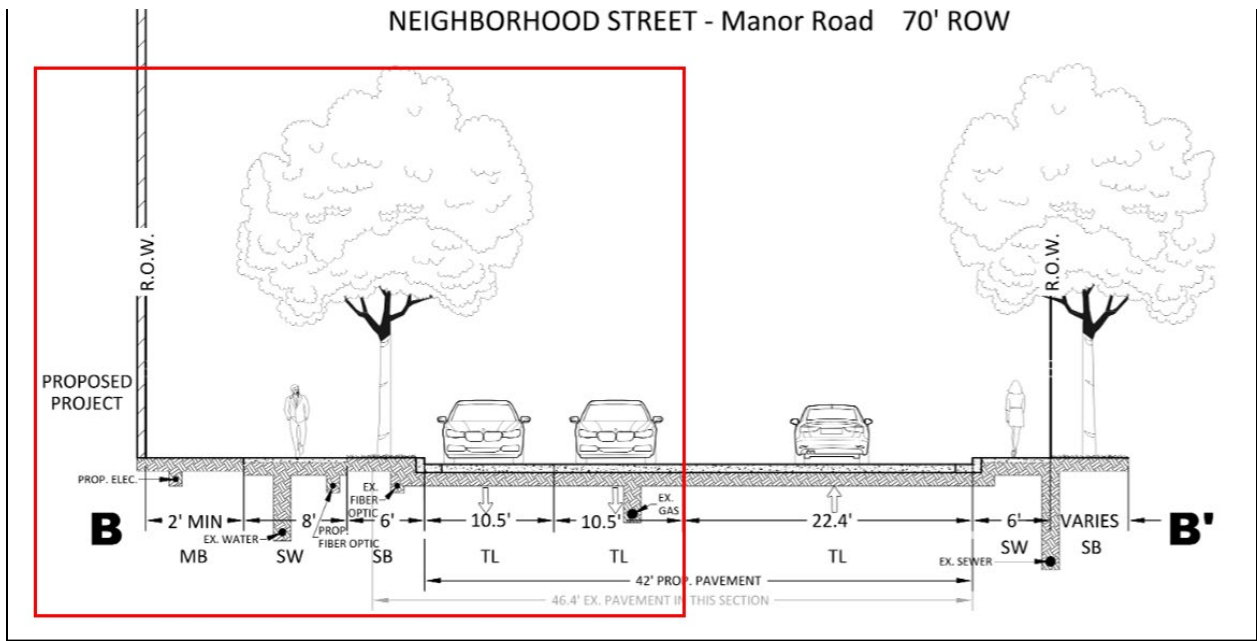 NEIGHBORHOOD STREET - Manor Road 70' ROW
R.O.W.
R.O.W.
PROPOSED
PROJECT
PROP. ELEC.
EX. WATER
PROP.
FIBER OPTIC
EX.
FIBER
OPTIC
EX.
GAS
EX. SEWER
B
2' MIN
8'
6'
10.5'
10.5'
22.4'
6'
VARIES
B'
MB
SW
SB
TL
TL
TL
SW
SB
42' PROP. PAVEMENT
46.4' EX. PAVEMENT IN THIS SECTION